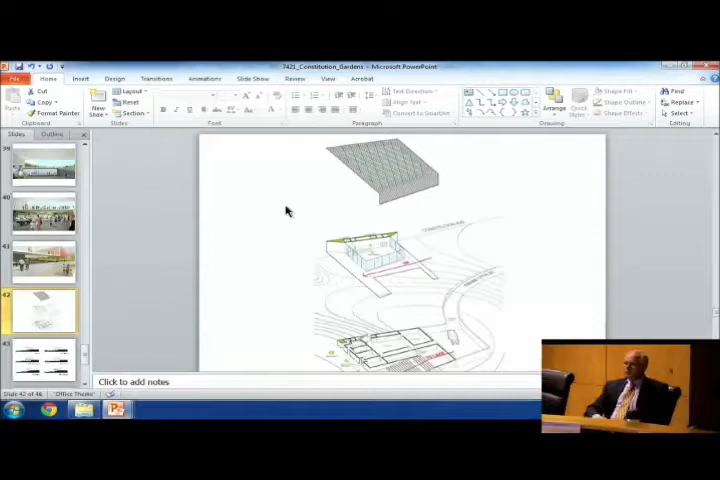 7421_Constitution_Gardens - Microsoft PowerPoint
File Home Insert Design Transitions Animations Slide Show Review View Acrobat
Cut
Copy
Format Painter
Paste
Clipboard
New
Slide
Layout
Reset
Section
Slides
Font
Text Direction
Align Text
Convert to SmartArt
Paragraph
Arrange
Quick
Styles
Shape Fill
Shape Outline
Shape Effects
Drawing
Find
Replace
Select
Editing
Slides Outline
39
40
41
42
43
CONSTITUTION AVE
Click to add notes
Slide 42 of 46 "Office Theme"